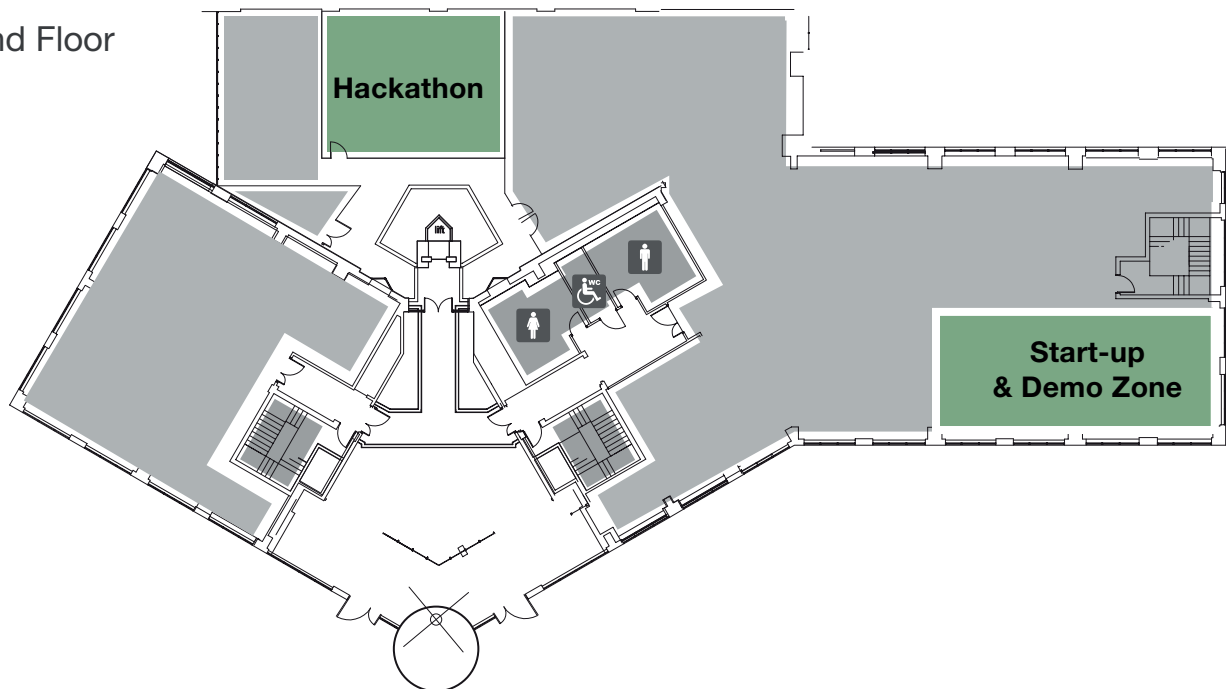 nd Floor
Hackathon
lift
WC
Start-up
& Demo Zone